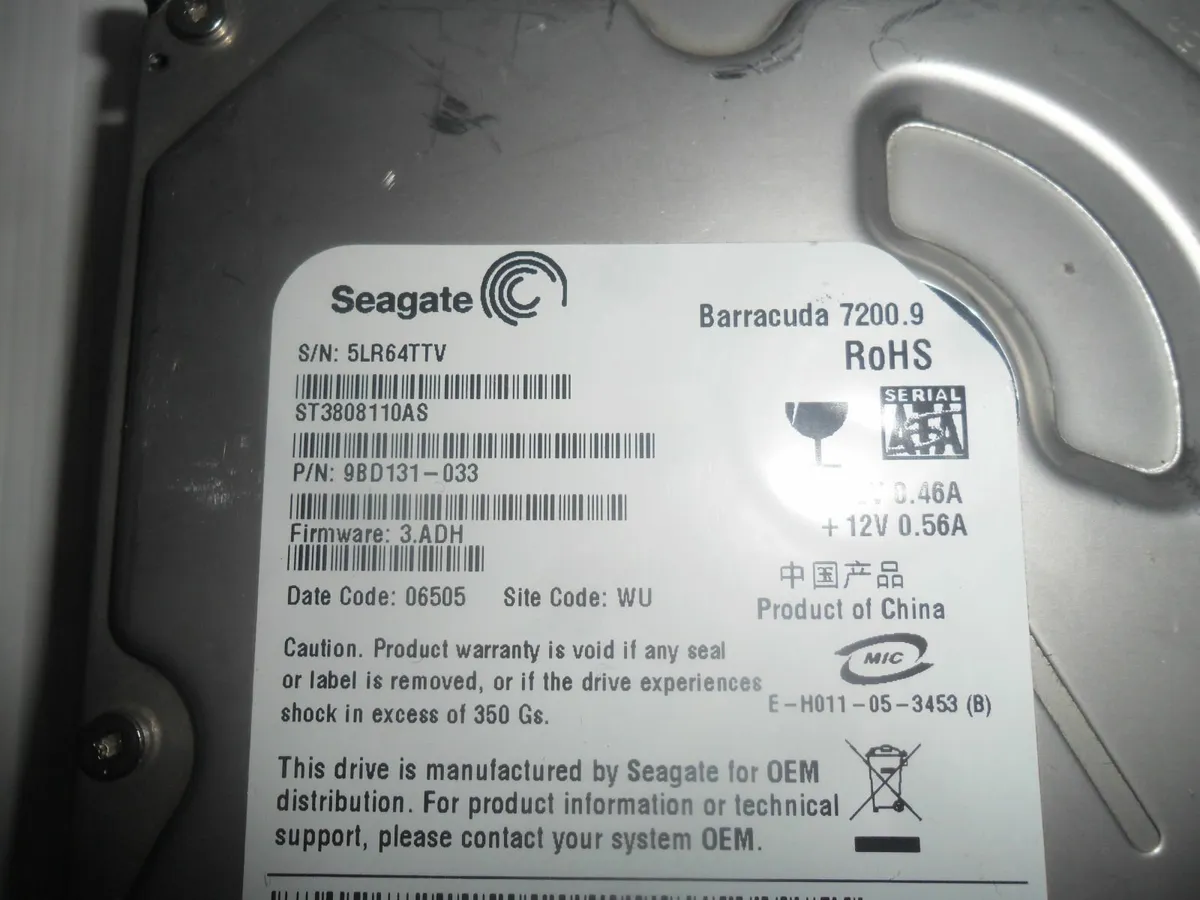 Seagate
Barracuda 7200.9
RoHS
S/N: 5LR64TTV
ST3808110AS
SERIAL
ATA
P/N: 9BD131-033
0.46A
+12V 0.56A
Firmware: 3.ADH
中国产品
Date Code: 06505 Site Code: WU
Product of China
Caution. Product warranty is void if any seal
or label is removed, or if the drive experiences
shock in excess of 350 Gs.
MIC
E-H011-05-3453 (B)
This drive is manufactured by Seagate for OEM
distribution. For product information or technical
support, please contact your system OEM.